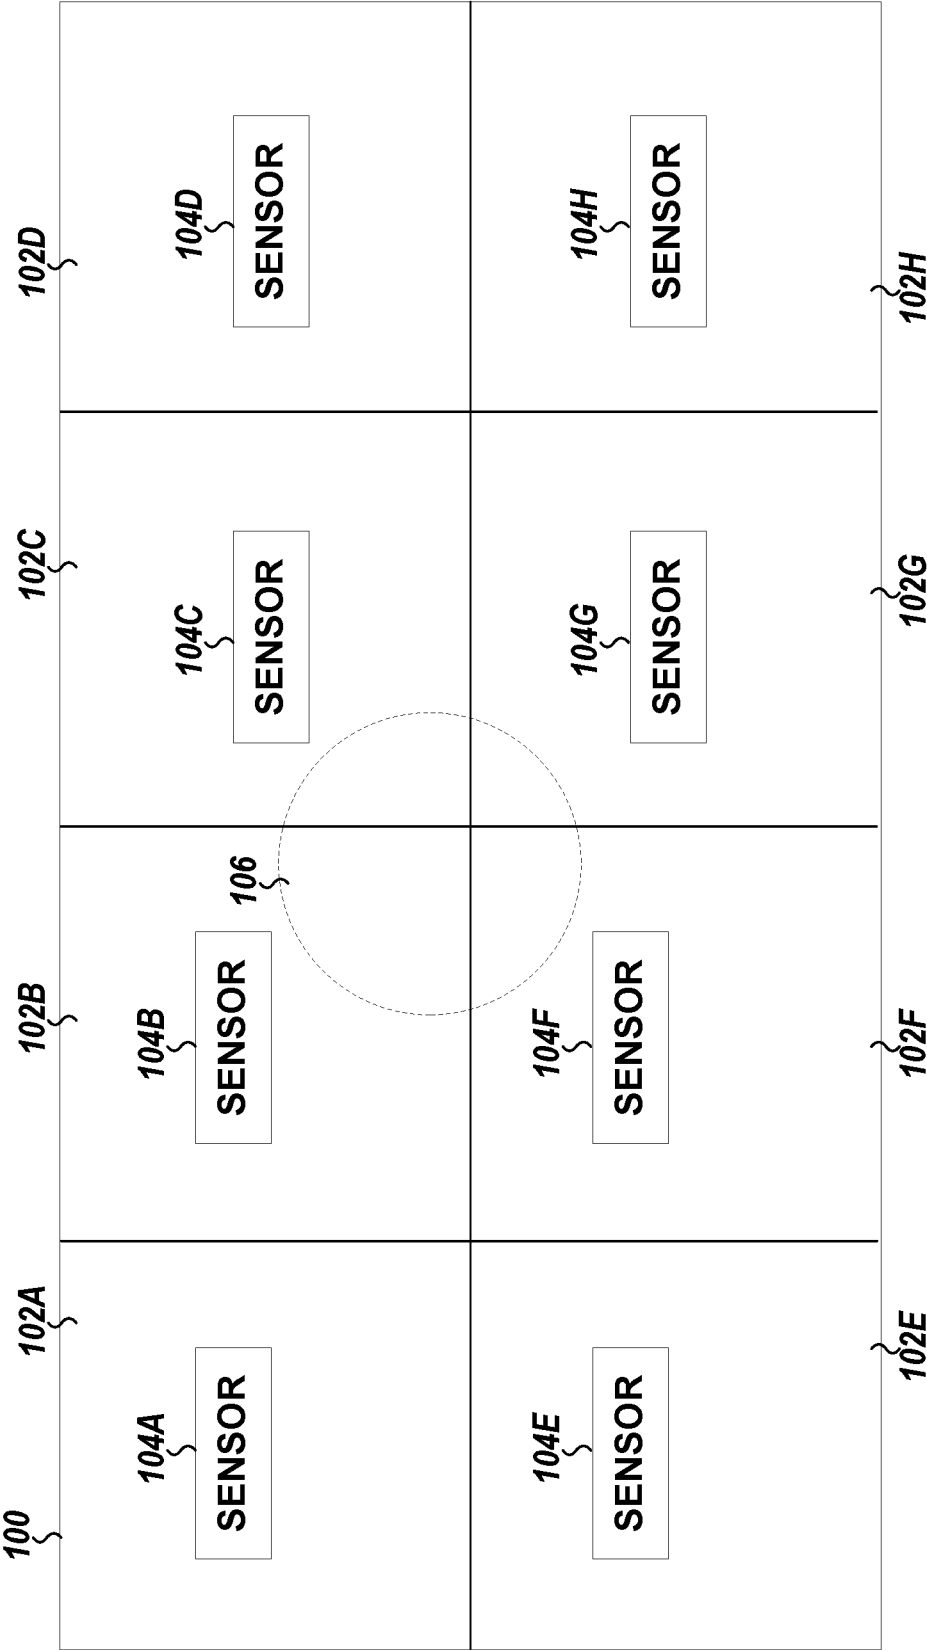 100
102A
102B
102C
102D
104A
SENSOR
104B
SENSOR
106
104C
SENSOR
104D
SENSOR
104E
SENSOR
104F
SENSOR
104G
SENSOR
104H
SENSOR
102E
102F
102G
102H